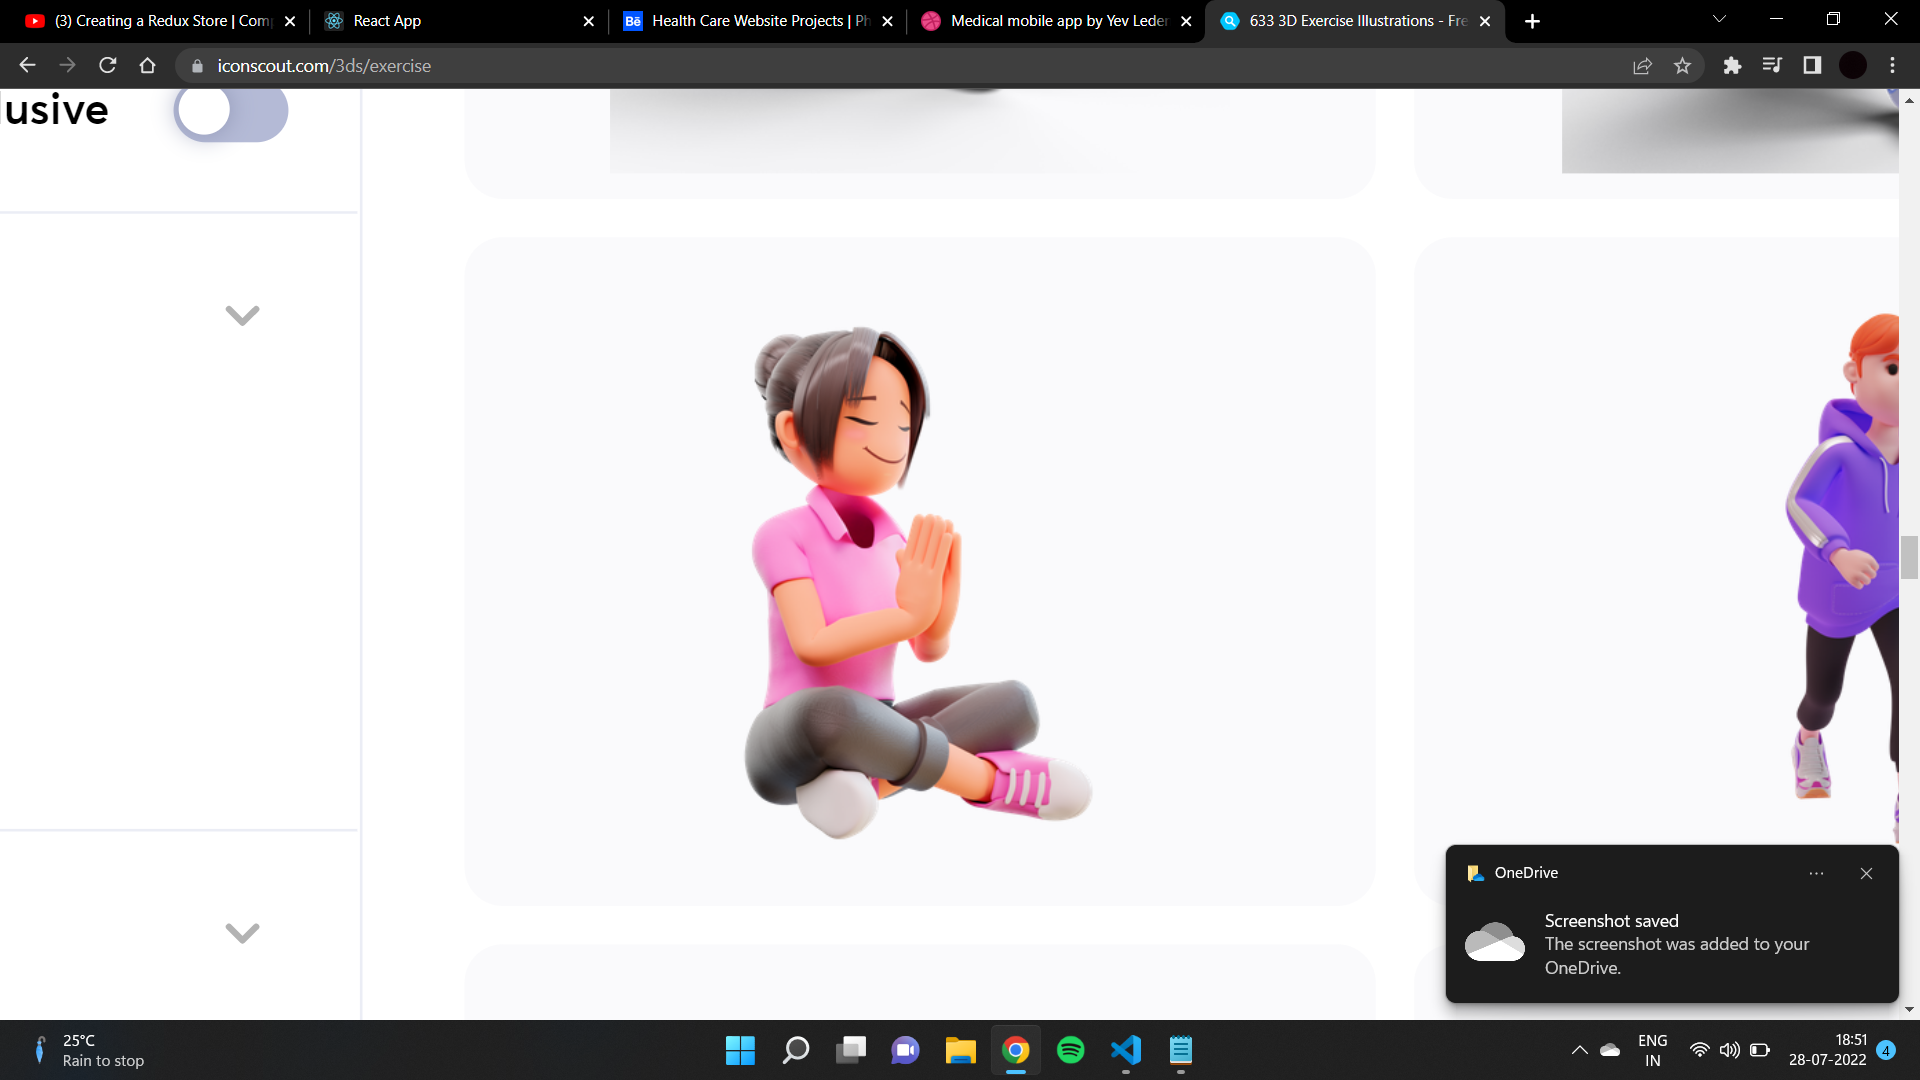 (3) Creating a Redux Store | Com
React App
Bē Health Care Website Projects | Ph
Medical mobile app by Yev Leder
633 3D Exercise Illustrations - Fre
iconscout.com/3ds/exercise
lusive
OneDrive
Screenshot saved
The screenshot was added to your
OneDrive.
25°C
Rain to stop
ENG
IN
18:51
28-07-2022
4